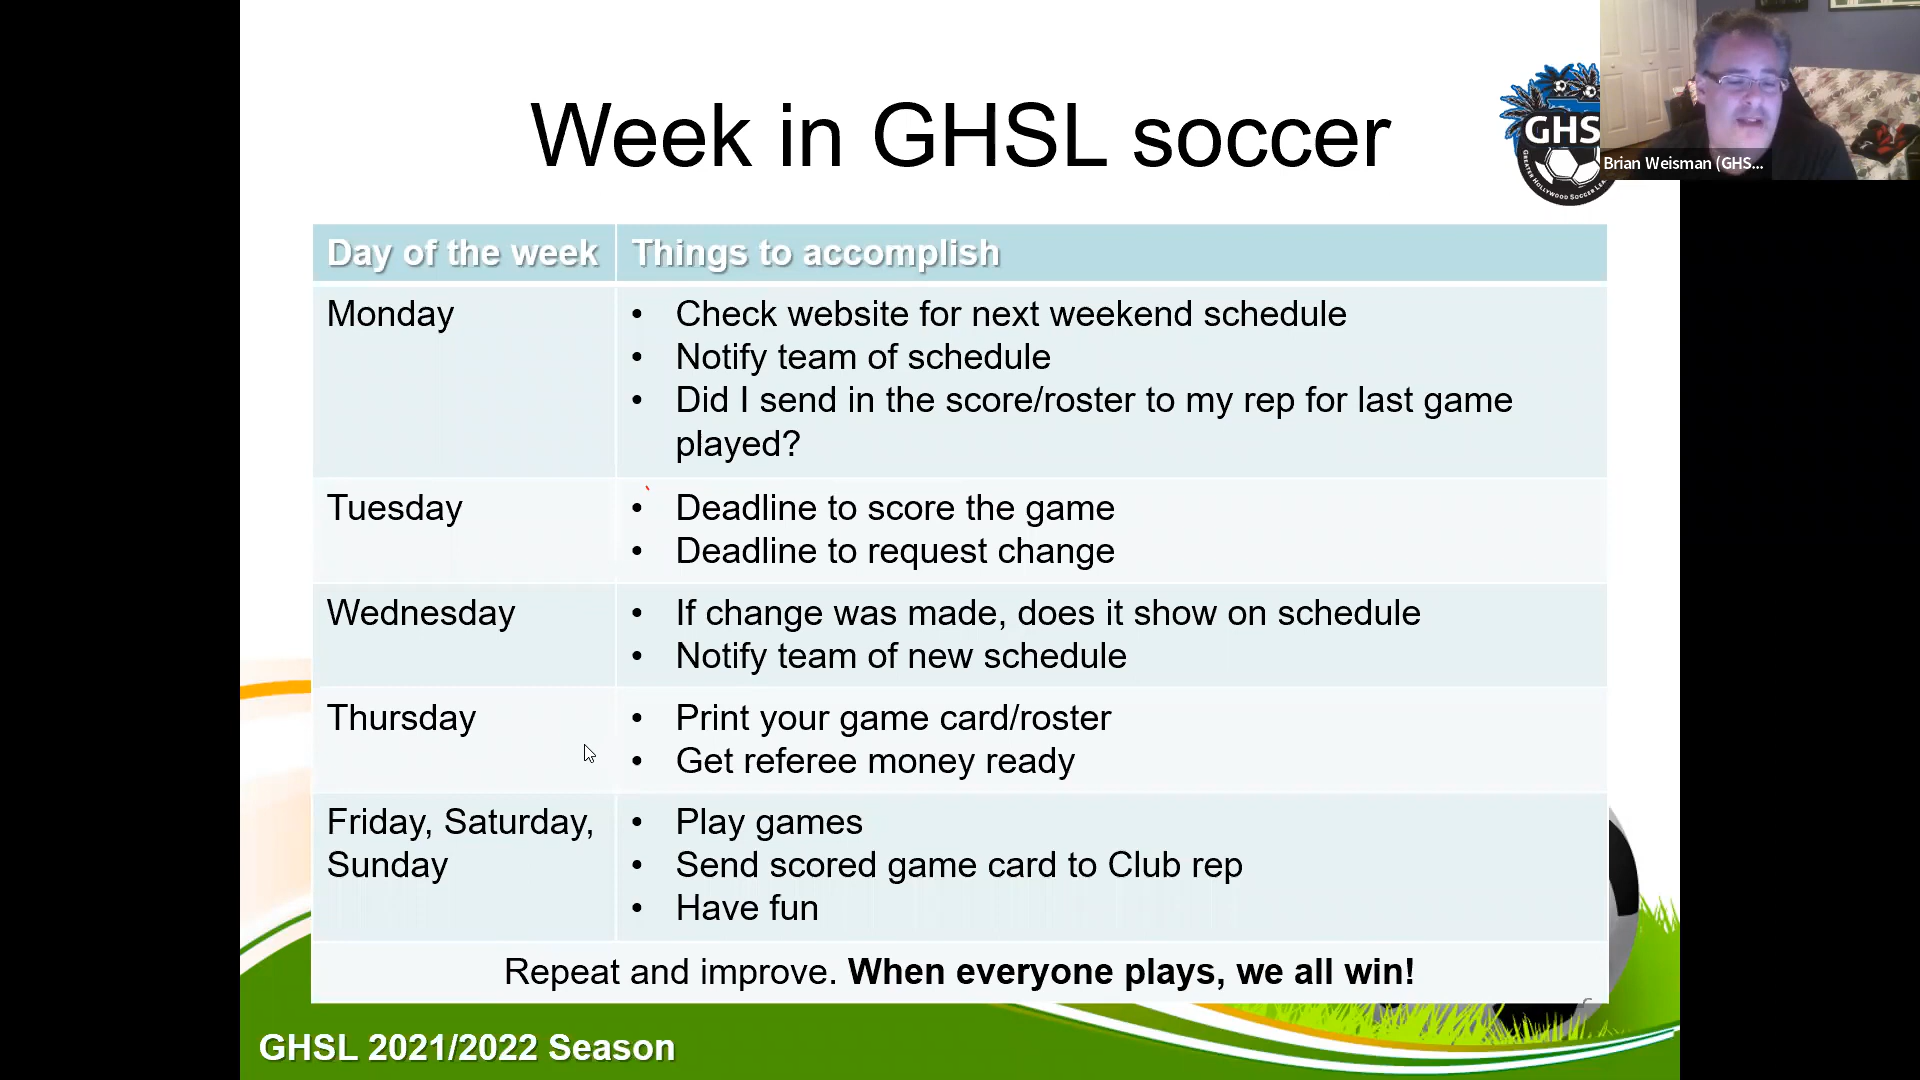 Week in GHSL soccer
GHS
GREATER HOLLYWOOD SOCCER LEA
Brian Weisman (GHS...
Day of the week Things to accomplish
Monday
• Check website for next weekend schedule
• Notify team of schedule
• Did I send in the score/roster to my rep for last game
played?
Tuesday
• Deadline to score the game
• Deadline to request change
Wednesday
• If change was made, does it show on schedule
• Notify team of new schedule
Thursday
• Print your game card/roster
• Get referee money ready
Friday, Saturday,
Sunday
• Play games
• Send scored game card to Club rep
• Have fun
Repeat and improve. When everyone plays, we all win!
GHSL 2021/2022 Season